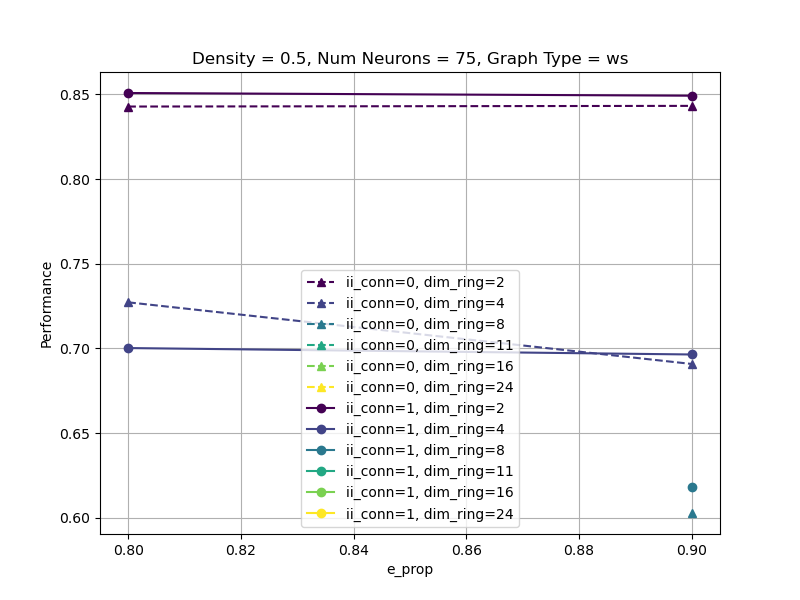 Density = 0.5, Num Neurons = 75, Graph Type = ws
Performance
0.85
0.80
0.75
0.70
0.65
0.60
ii_conn=0, dim_ring=2
ii_conn=0, dim_ring=4
ii_conn=0, dim_ring=8
ii_conn=0, dim_ring=11
ii_conn=0, dim_ring=16
ii_conn=0, dim_ring=24
ii_conn=1, dim_ring=2
ii_conn=1, dim_ring=4
ii_conn=1, dim_ring=8
ii_conn=1, dim_ring=11
ii_conn=1, dim_ring=16
ii_conn=1, dim_ring=24
0.80 0.82 0.84 0.86 0.88 0.90
e_prop